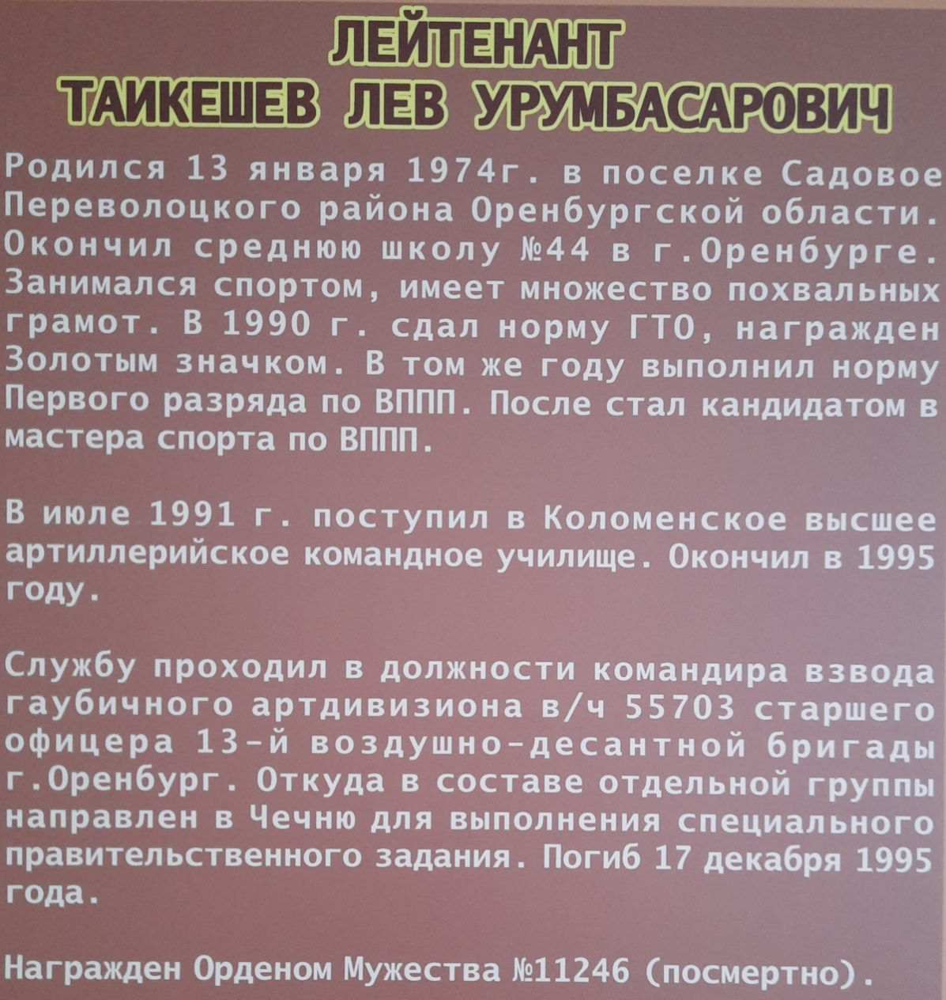 ЛЕЙТЕНАНТ
ТАИКЕШЕВ ЛЕВ УРУМБАСАРОВИЧ
Родился 13 января 1974г. в поселке Садовое
Переволоцкого района Оренбургской области.
Окончил среднюю школу №44 в г.Оренбурге.
Занимался спортом, имеет множество похвальных
грамот. В 1990 г. сдал норму ГТО, награжден
Золотым значком. В том же году выполнил норму
Первого разряда по ВППП. После стал кандидатом в
мастера спорта по ВППП.
В июле 1991 г. поступил в Коломенское высшее
артиллерийское командное училище. Окончил в 1995
году.
Службу проходил в должности командира взвода
гаубичного артдивизиона в/ч 55703 старшего
офицера 13-й воздушно-десантной бригады
г.Оренбург. Откуда в составе отдельной группы
направлен в Чечню для выполнения специального
правительственного задания. Погиб 17 декабря 1995
года.
Награжден Орденом Мужества №11246 (посмертно).